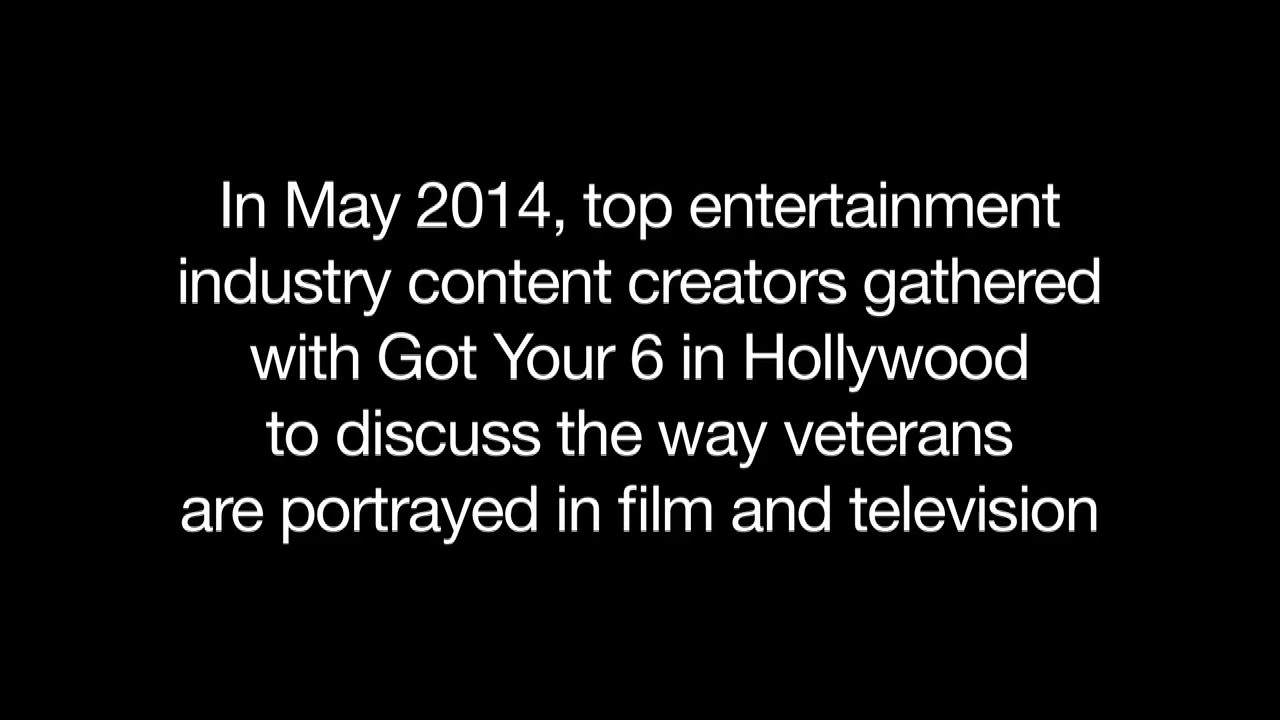 In May 2014, top entertainment
industry content creators gathered
with Got Your 6 in Hollywood
to discuss the way veterans
are portrayed in film and television